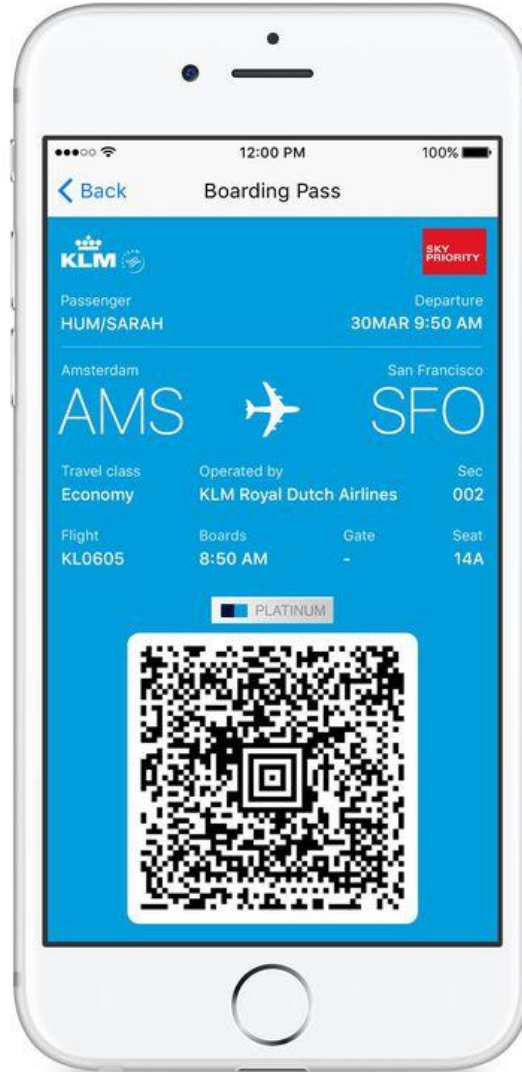 12:00 PM 100%
Back Boarding Pass
KLM SKY PRIORITY
Passenger Departure
HUM/SARAH 30MAR 9:50 AM
Amsterdam San Francisco
AMS SFO
Travel class Operated by Sec
Economy KLM Royal Dutch Airlines 002
Flight Boards Gate Seat
KL0605 8:50 AM - 14A
PLATINUM